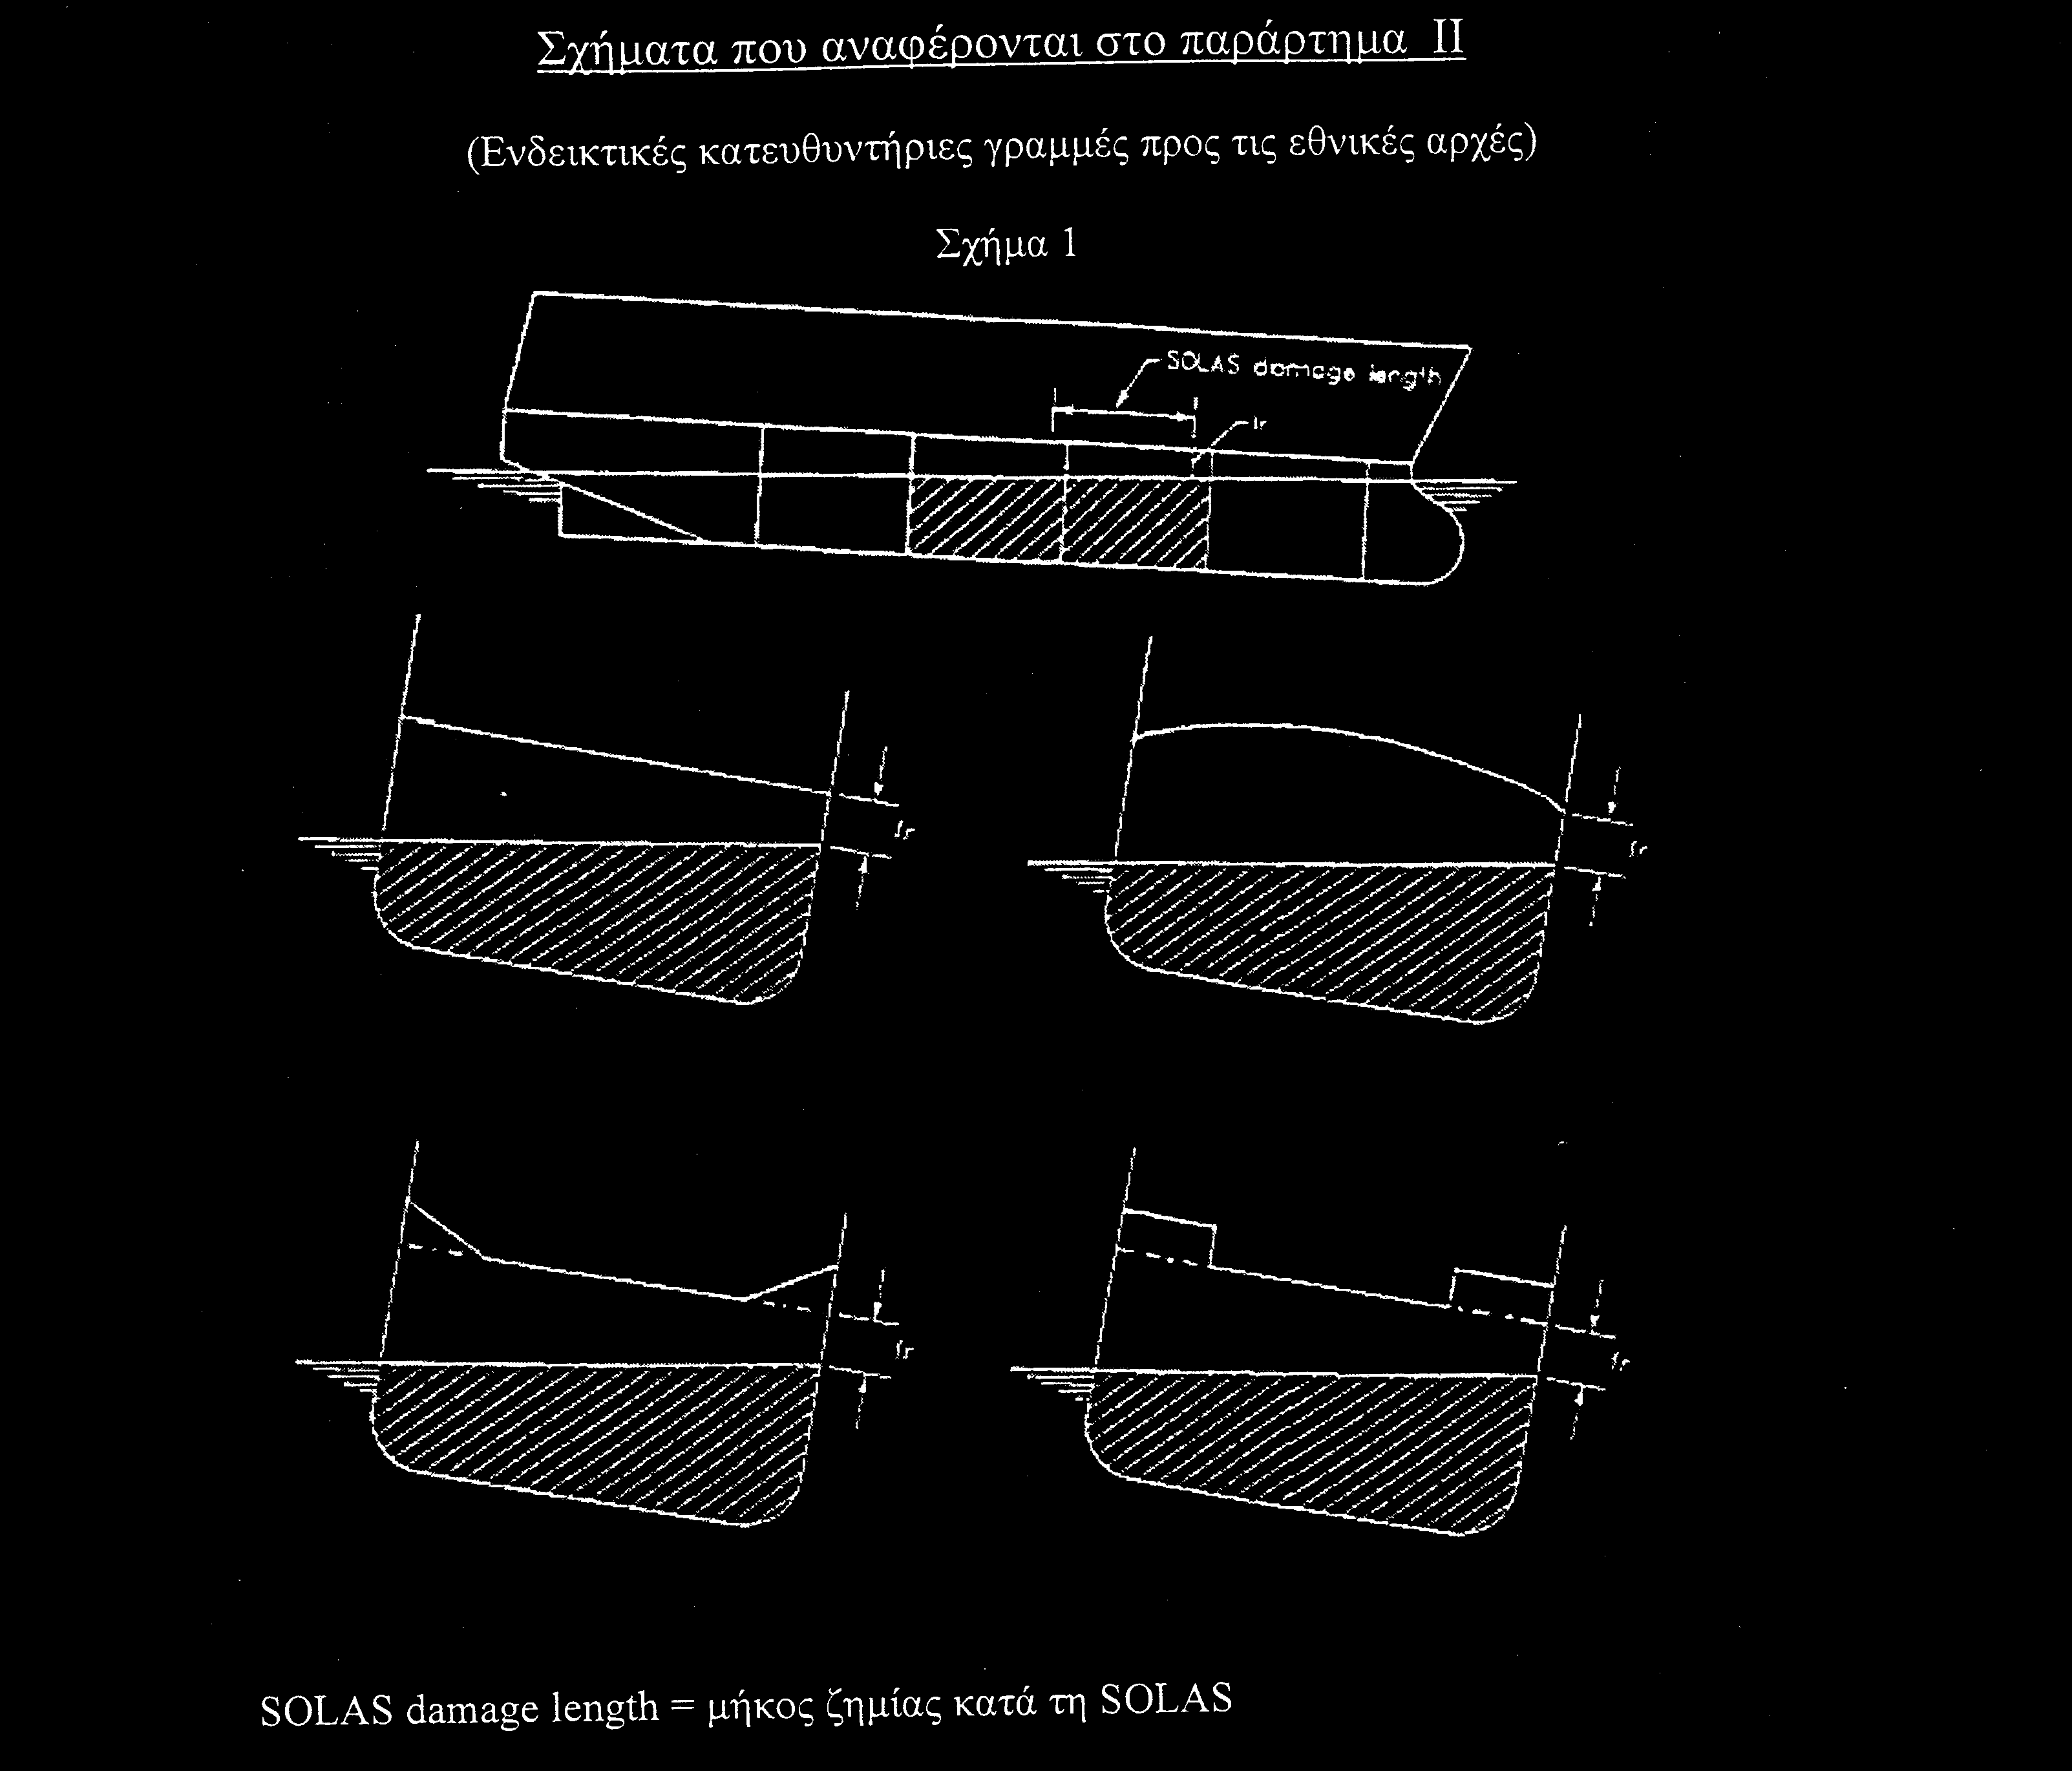 Σχήματα που αναφέρονται στο παράρτημα II
(Ενδεικτικές κατευθυντήριες γραμμές προς τις εθνικές αρχές)
Σχήμα 1
SOLAS damage length
fr
fr
fr
fr
fr
SOLAS damage length = μήκος ζημίας κατά τη SOLAS